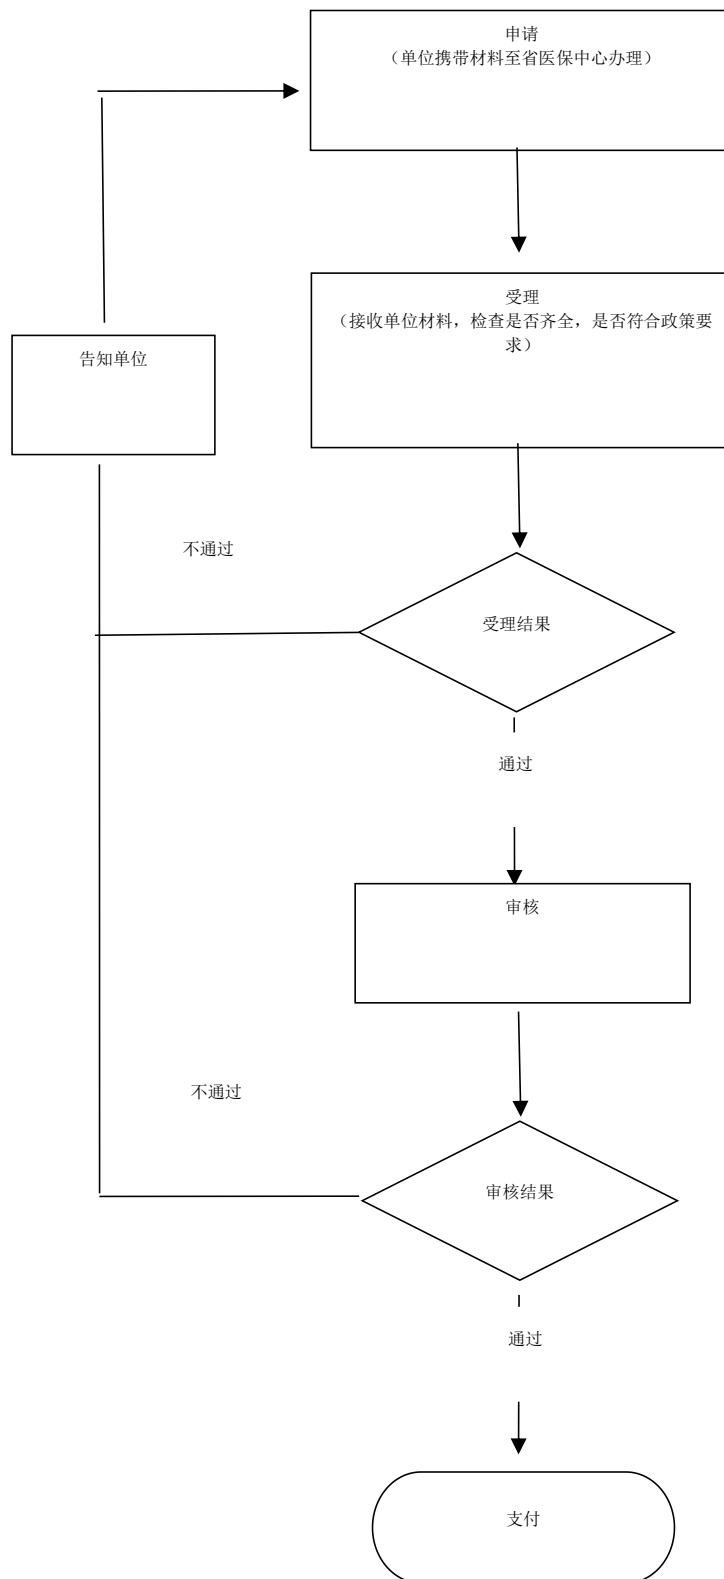 申请
（单位携带材料至省医保中心办理）
受理
（接收单位材料，检查是否齐全，是否符合政策要
求）
告知单位
不通过
受理结果
通过
审核
不通过
审核结果
通过
支付